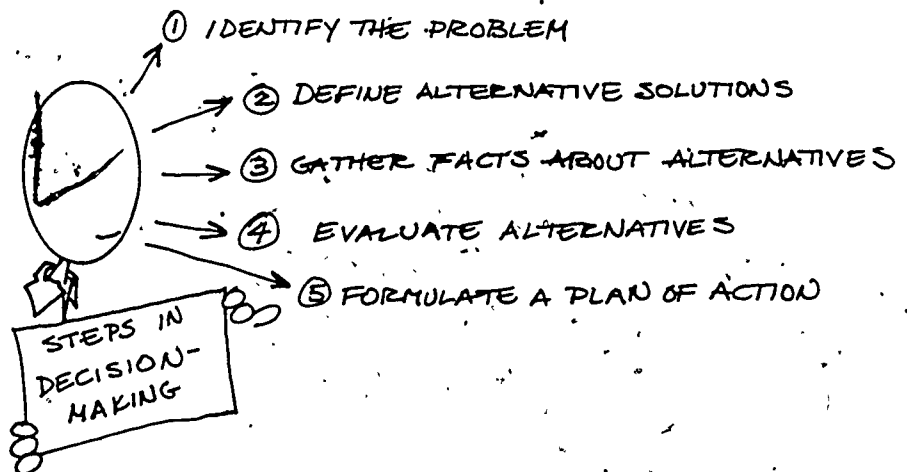 ① IDENTIFY THE PROBLEM
② DEFINE ALTERNATIVE SOLUTIONS
③ GATHER FACTS ABOUT ALTERNATIVES
④ EVALUATE ALTERNATIVES
⑤ FORMULATE A PLAN OF ACTION
STEPS IN
DECISION-
MAKING